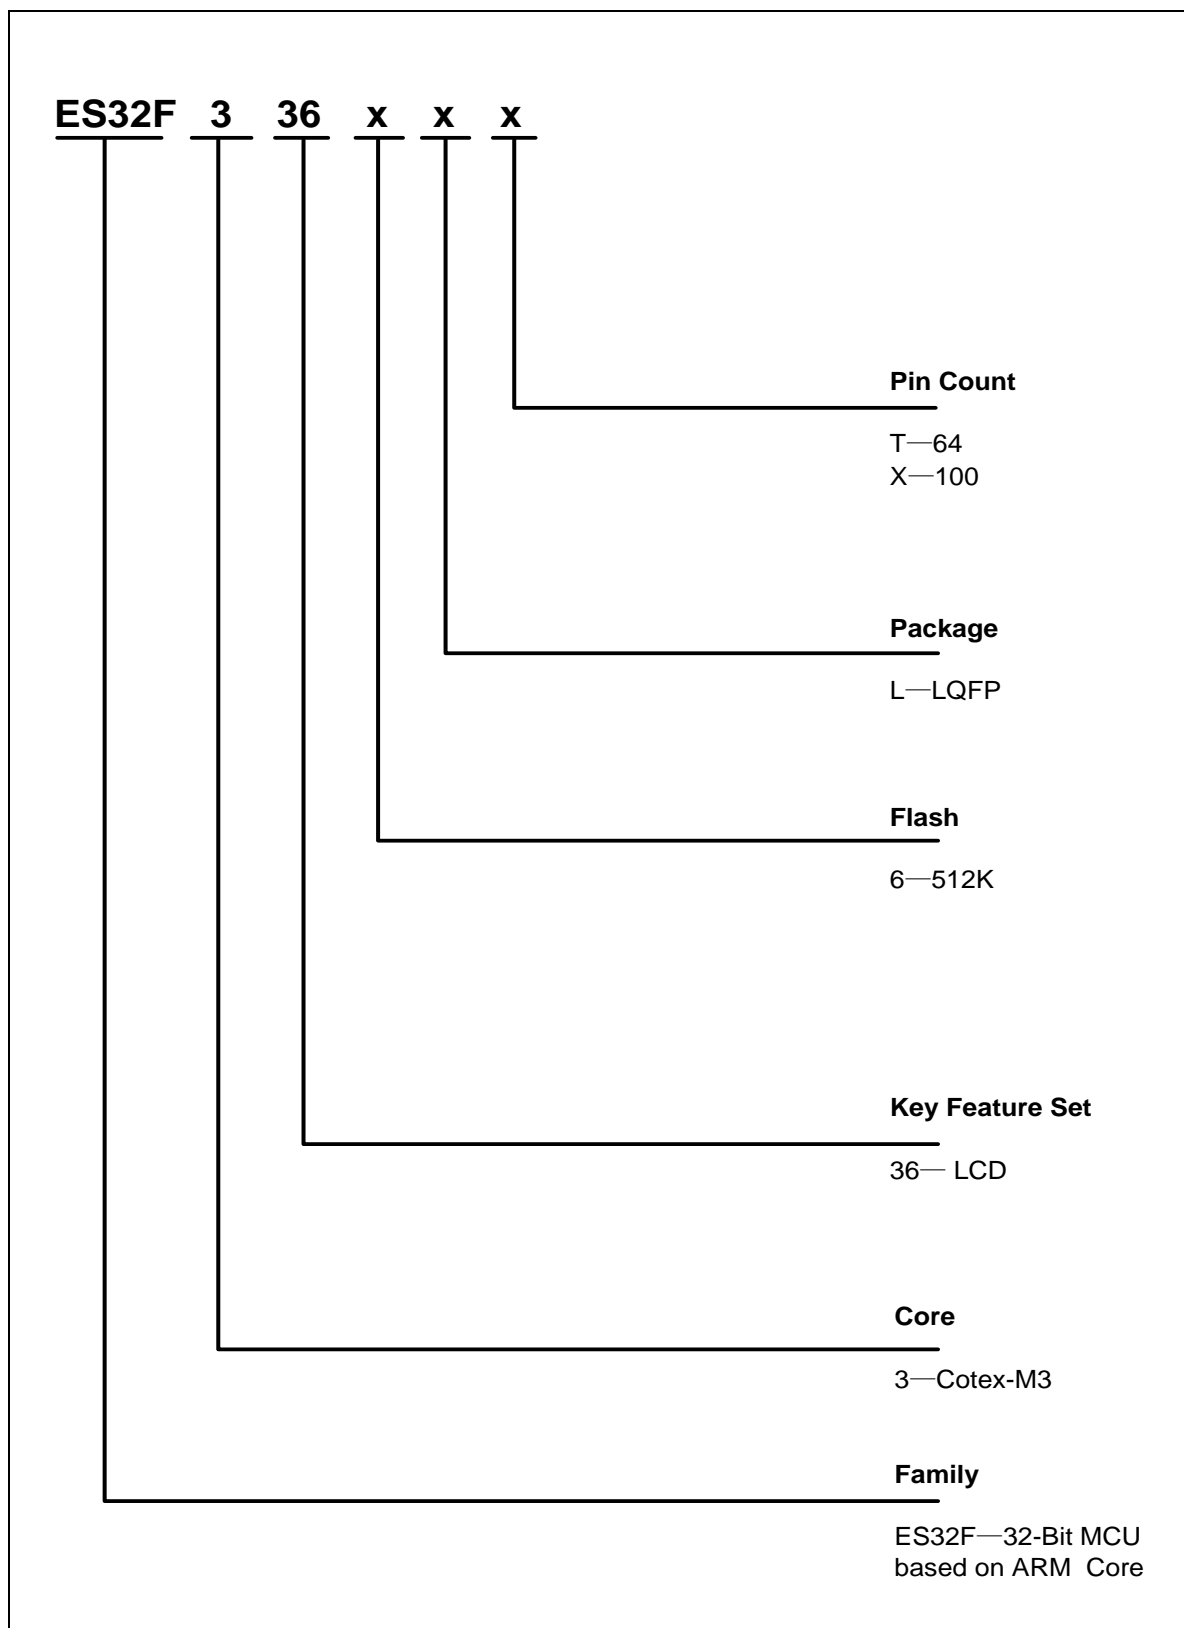 ES32F 3 36 x x x
Pin Count
T—64
X—100
Package
L—LQFP
Flash
6—512K
Key Feature Set
36— LCD
Core
3—Cotex-M3
Family
ES32F—32-Bit MCU
based on ARM Core